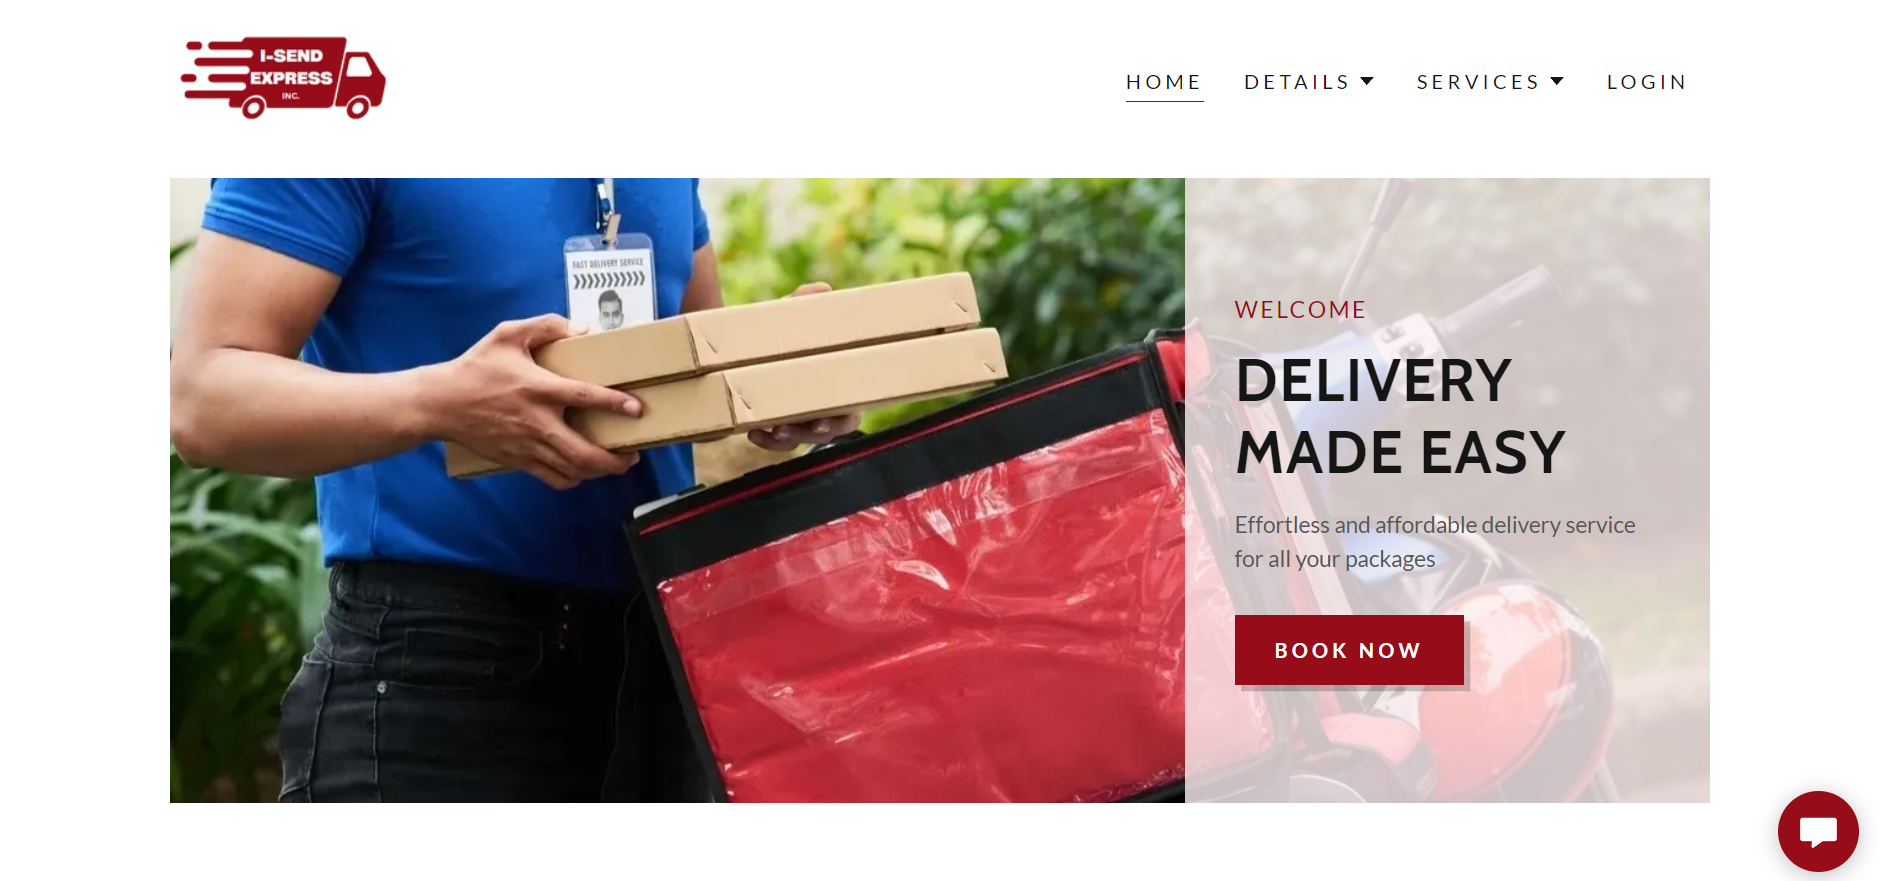 I-SEND
EXPRESS
INC.
HOME
DETAILS
SERVICES
LOGIN
FAST DELIVERY SERVICE
WELCOME
DELIVERY
MADE EASY
Effortless and affordable delivery service
for all your packages
BOOK NOW